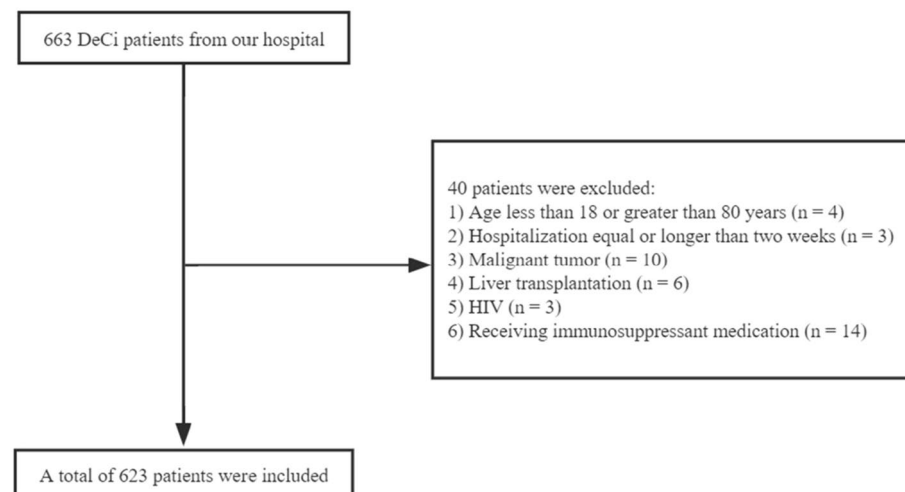 663 DeCi patients from our hospital
40 patients were excluded:
1) Age less than 18 or greater than 80 years (n = 4)
2) Hospitalization equal or longer than two weeks (n = 3)
3) Malignant tumor (n = 10)
4) Liver transplantation (n = 6)
5) HIV (n = 3)
6) Receiving immunosuppressant medication (n = 14)
A total of 623 patients were included